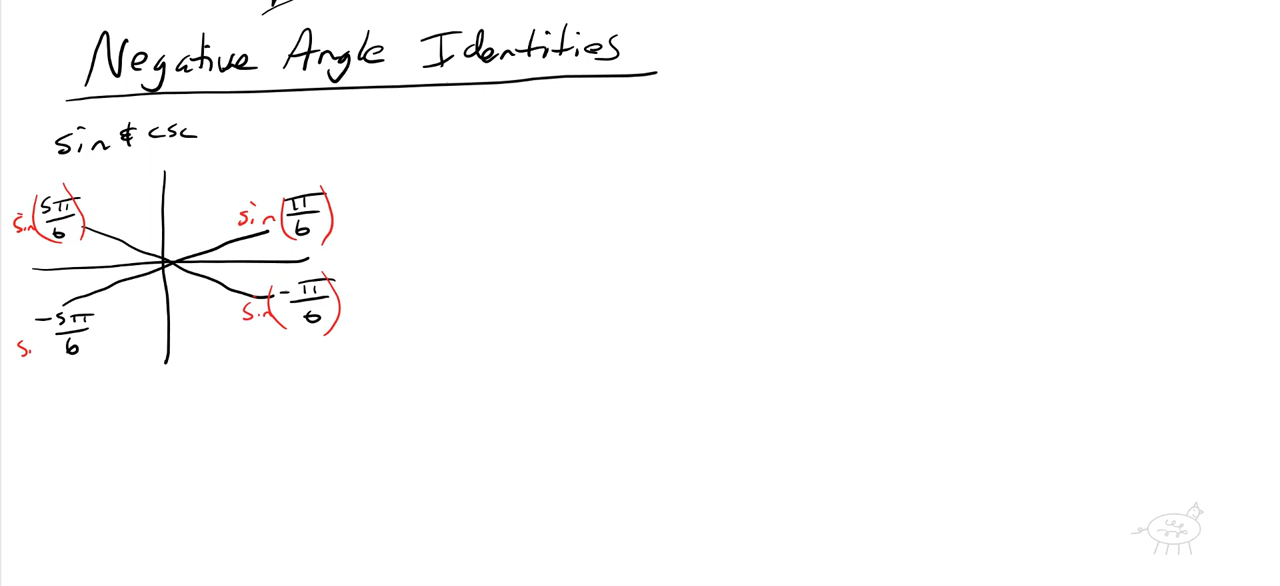 Negative Angle Identities
sin & csc
sin(5π/6) sin(π/6)
sin(-π/6)
s. -5π/6